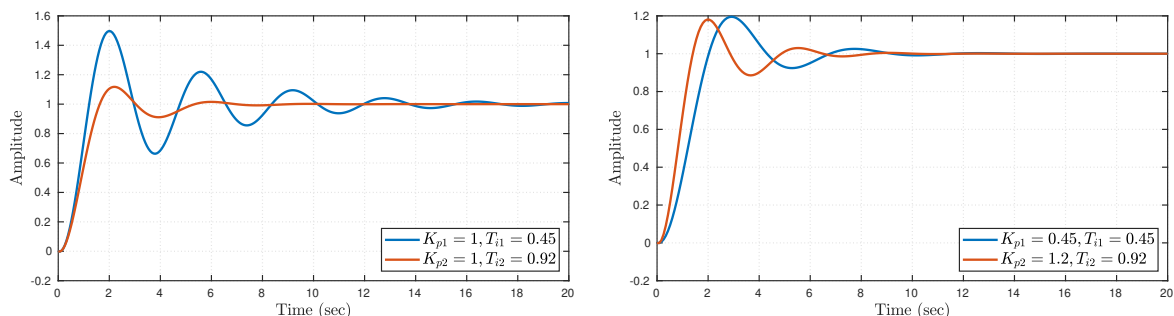 1.6
1.4
1.2
1
0.8
0.6
0.4
0.2
0
-0.2
Amplitude
0 2 4 6 8 10 12 14 16 18 20
Time (sec)
K_{p1} = 1, T_{i1} = 0.45
K_{p2} = 1, T_{i2} = 0.92
1.2
1
0.8
0.6
0.4
0.2
0
-0.2
Amplitude
0 2 4 6 8 10 12 14 16 18 20
Time (sec)
K_{p1} = 0.45, T_{i1} = 0.45
K_{p2} = 1.2, T_{i2} = 0.92